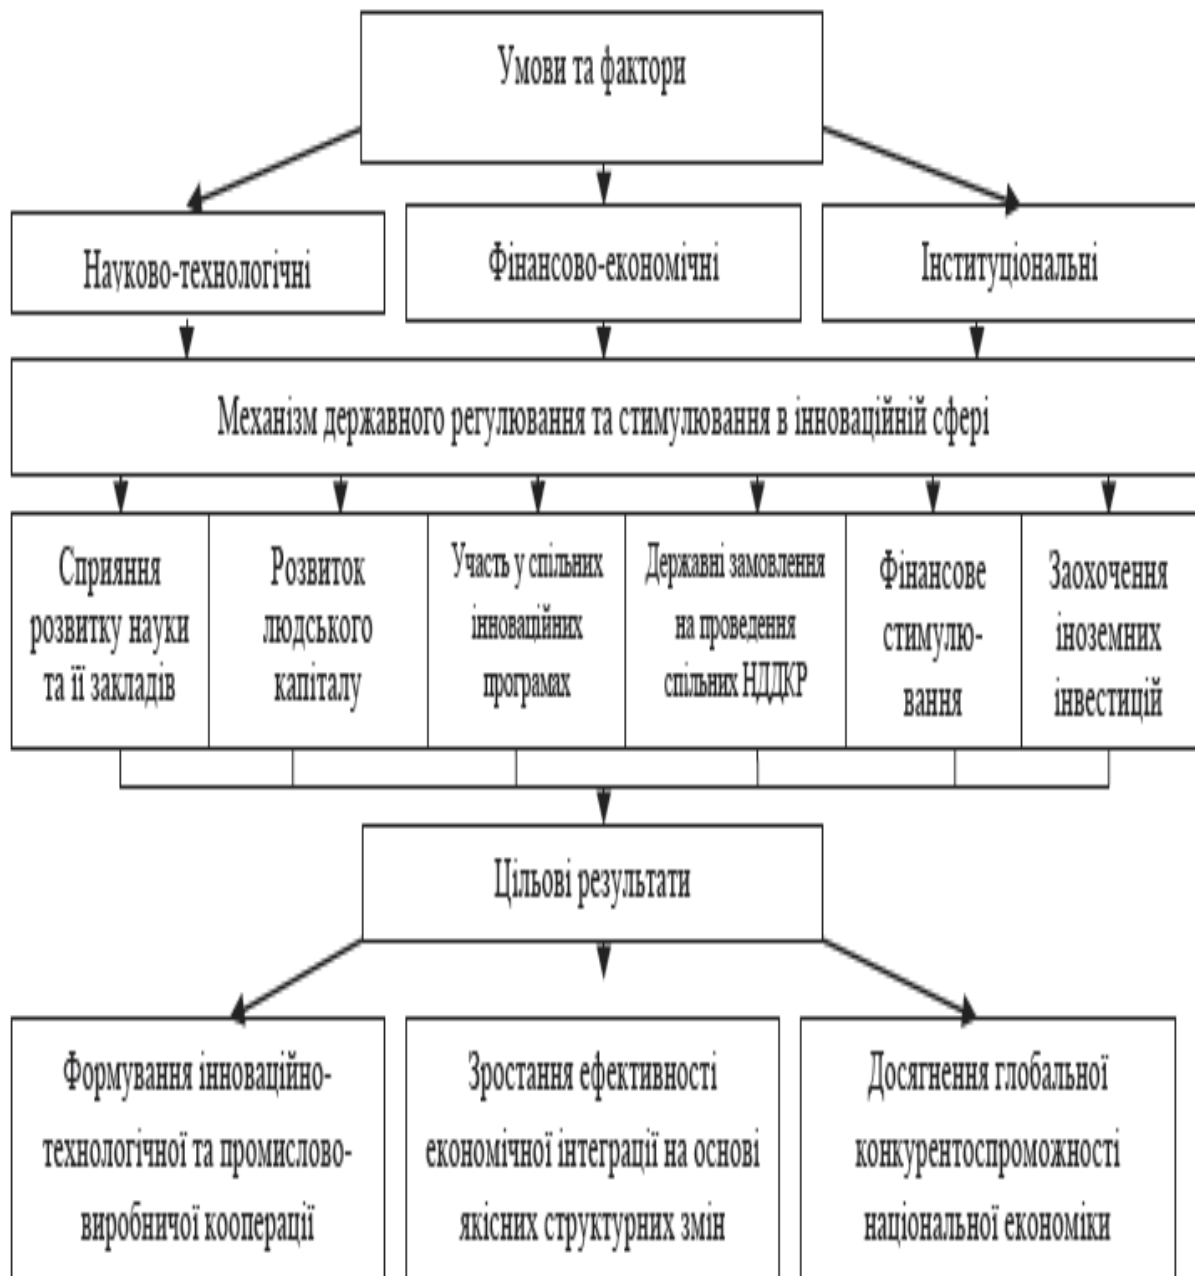 Умови та фактори
Науково-технологічні
Фінансово-економічні
Інституціональні
Механізм державного регулювання та стимулювання в інноваційній сфері
Сприяння
розвитку науки
та її закладів
Розвиток
людського
капіталу
Участь у спільних
інноваційних
програмах
Державні замовлення
на проведення
спільних НДДКР
Фінансове
стимулю-
вання
Заохочення
іноземних
інвестицій
Цільові результати
Формування інноваційно-
технологічної та промислово-
виробничої кооперації
Зростання ефективності
економічної інтеграції на основі
якісних структурних змін
Досягнення глобальної
конкурентоспроможності
національної економіки